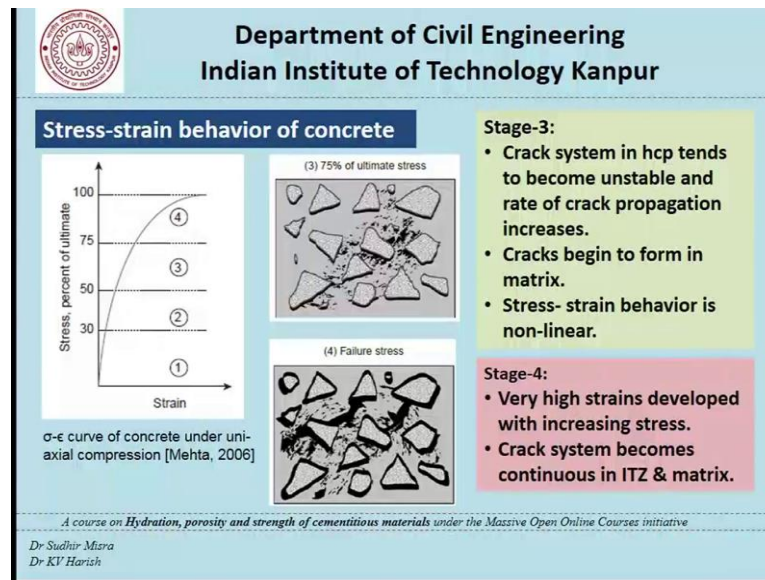 Department of Civil Engineering
Indian Institute of Technology Kanpur
Stress-strain behavior of concrete
Stress, percent of ultimate
100
75
50
30
4
3
2
1
Strain
σ-ϵ curve of concrete under uni-
axial compression [Mehta, 2006]
(3) 75% of ultimate stress
(4) Failure stress
Stage-3:
• Crack system in hcp tends
to become unstable and
rate of crack propagation
increases.
• Cracks begin to form in
matrix.
• Stress- strain behavior is
non-linear.
Stage-4:
• Very high strains developed
with increasing stress.
• Crack system becomes
continuous in ITZ & matrix.
A course on Hydration, porosity and strength of cementitious materials under the Massive Open Online Courses initiative
Dr Sudhir Misra
Dr KV Harish